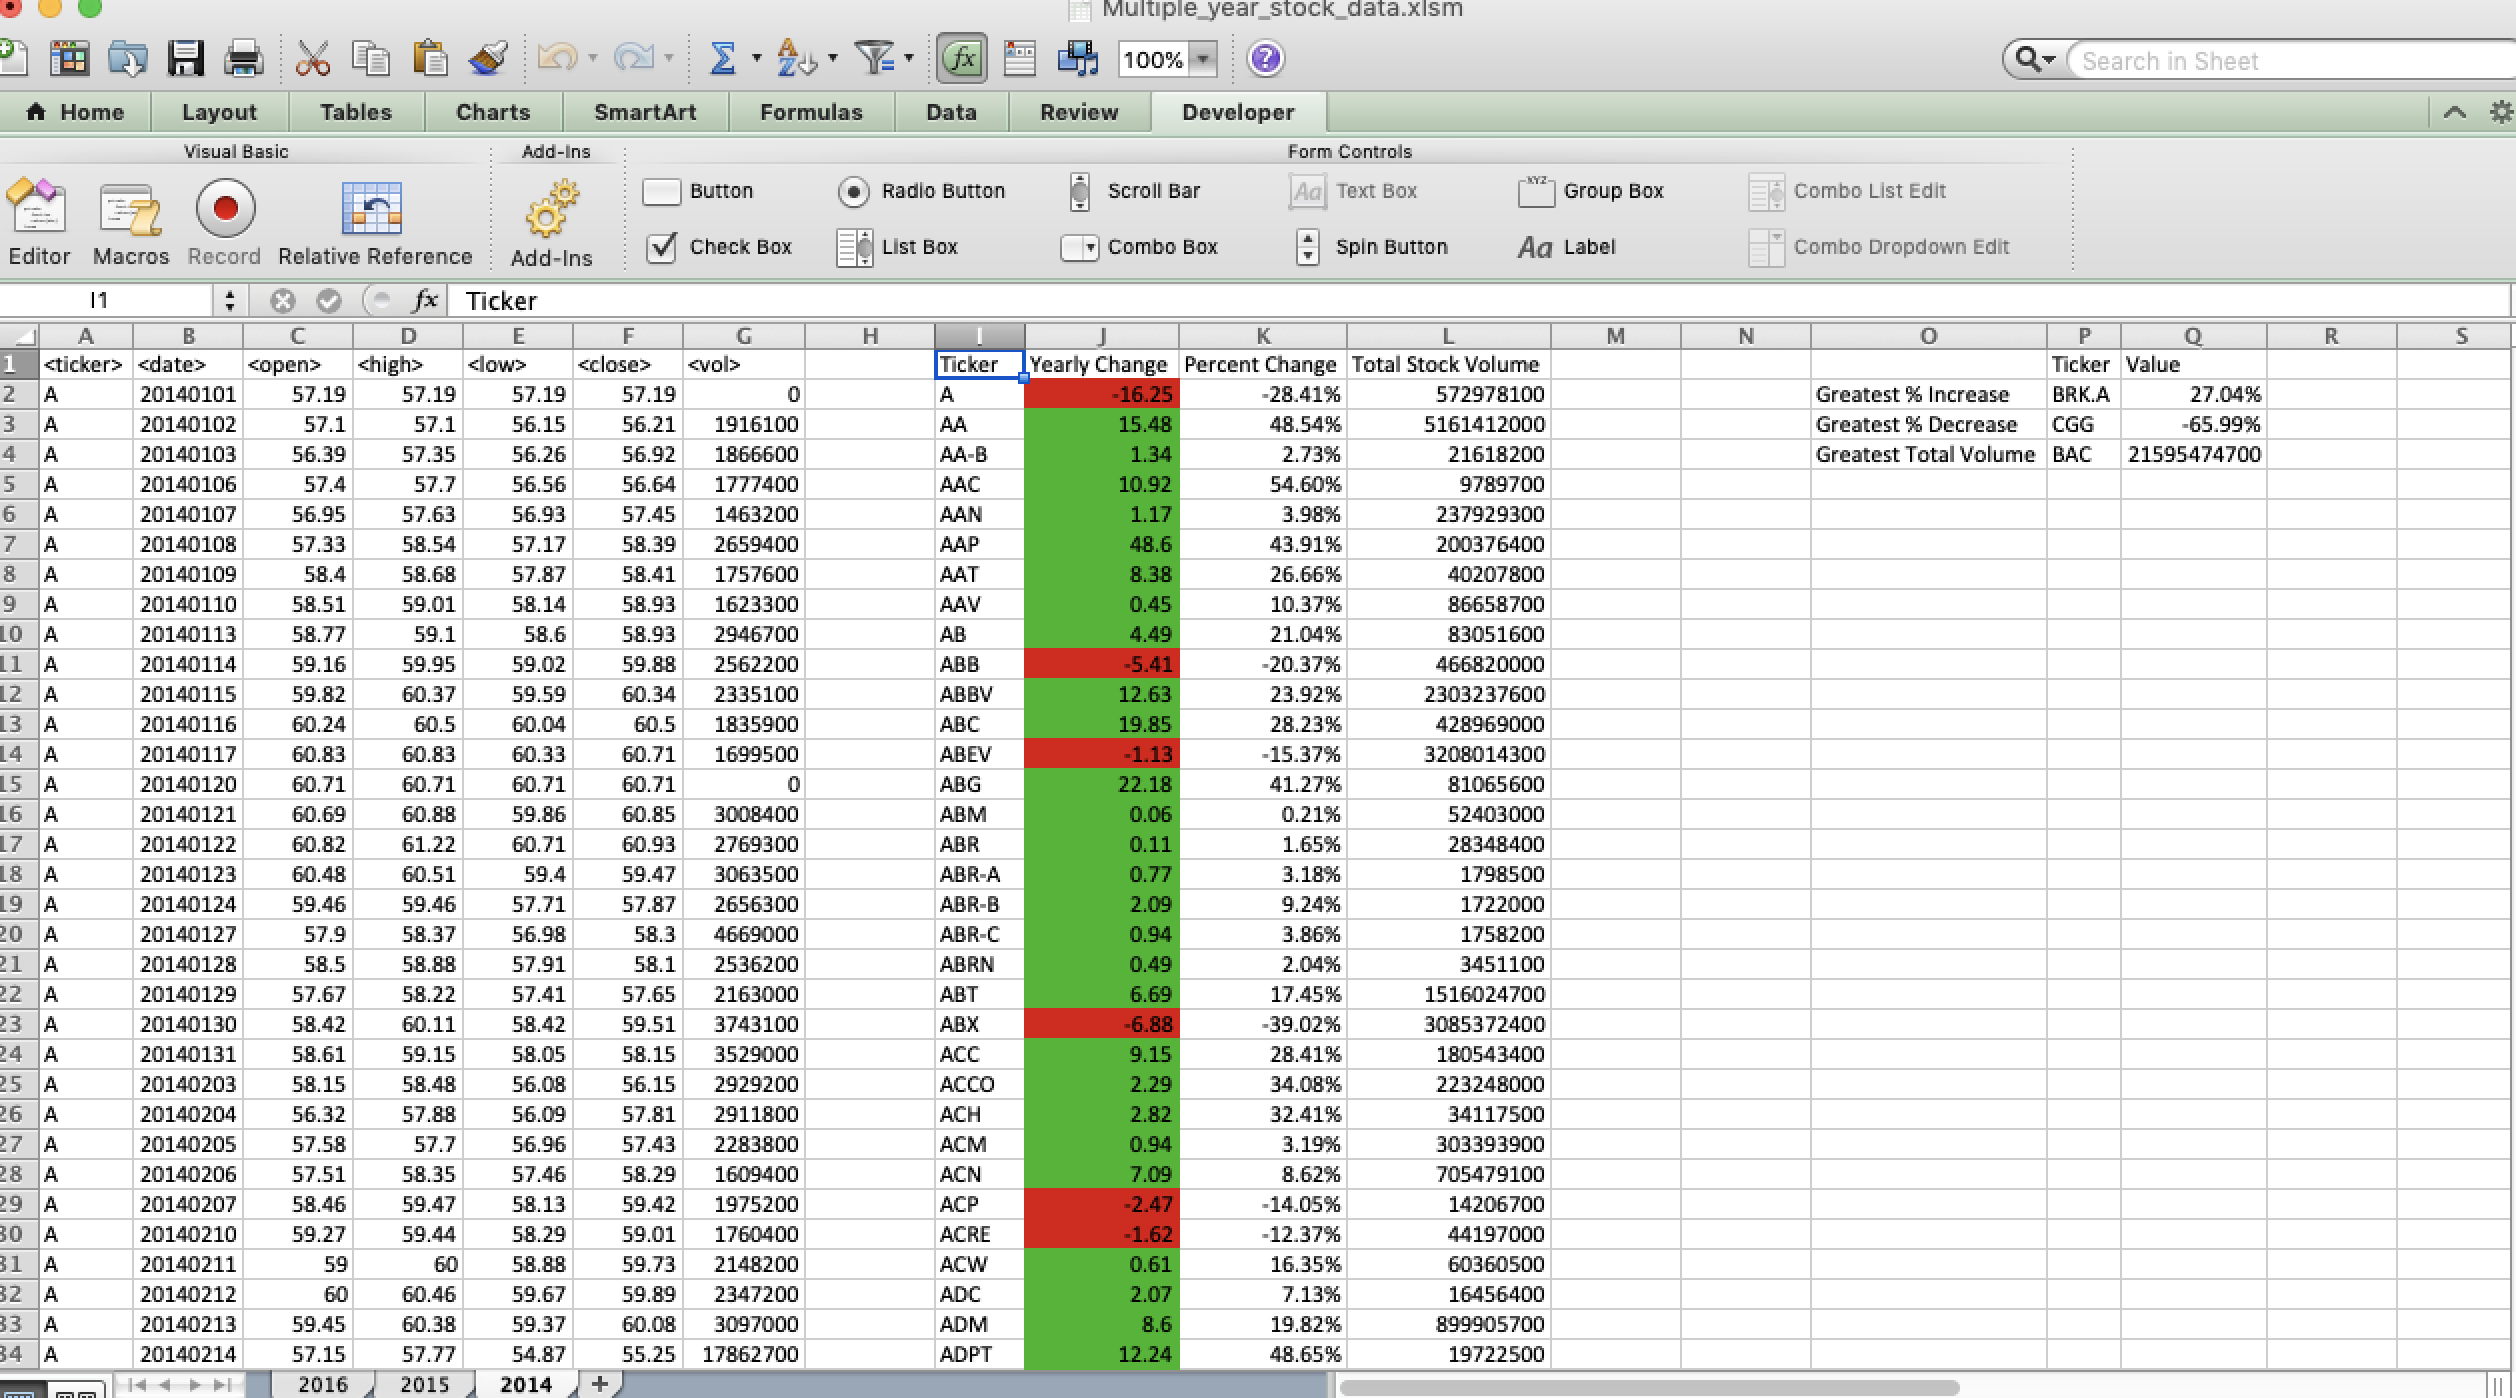 Multiple_year_stock_data.xlsm
100% Search in Sheet
Home Layout Tables Charts SmartArt Formulas Data Review Developer
Visual Basic Add-Ins Form Controls
Button Radio Button Scroll Bar Text Box Group Box Combo List Edit
Editor Macros Record Relative Reference Add-Ins Check Box List Box Combo Box Spin Button Label Combo Dropdown Edit
I1 fx Ticker
A B C D E F G H I J K L M N O P Q R S
1 <ticker> <date> <open> <high> <low> <close> <vol> Ticker Yearly Change Percent Change Total Stock Volume Ticker Value
2 A 20140101 57.19 57.19 57.19 57.19 0 A -16.25 -28.41% 572978100 Greatest % Increase BRK.A 27.04%
3 A 20140102 57.1 57.1 56.15 56.21 1916100 AA 15.48 48.54% 5161412000 Greatest % Decrease CGG -65.99%
4 A 20140103 56.39 57.35 56.26 56.92 1866600 AA-B 1.34 2.73% 21618200 Greatest Total Volume BAC 21595474700
5 A 20140106 57.4 57.7 56.56 56.64 1777400 AAC 10.92 54.60% 9789700
6 A 20140107 56.95 57.63 56.93 57.45 1463200 AAN 1.17 3.98% 237929300
7 A 20140108 57.33 58.54 57.17 58.39 2659400 AAP 48.6 43.91% 200376400
8 A 20140109 58.4 58.68 57.87 58.41 1757600 AAT 8.38 26.66% 40207800
9 A 20140110 58.51 59.01 58.14 58.93 1623300 AAV 0.45 10.37% 86658700
10 A 20140113 58.77 59.1 58.6 58.93 2946700 AB 4.49 21.04% 83051600
11 A 20140114 59.16 59.95 59.02 59.88 2562200 ABB -5.41 -20.37% 466820000
12 A 20140115 59.82 60.37 59.59 60.34 2335100 ABBV 12.63 23.92% 2303237600
13 A 20140116 60.24 60.5 60.04 60.5 1835900 ABC 19.85 28.23% 428969000
14 A 20140117 60.83 60.83 60.33 60.71 1699500 ABEV -1.13 -15.37% 3208014300
15 A 20140120 60.71 60.71 60.71 60.71 0 ABG 22.18 41.27% 81065600
16 A 20140121 60.69 60.88 59.86 60.85 3008400 ABM 0.06 0.21% 52403000
17 A 20140122 60.82 61.22 60.71 60.93 2769300 ABR 0.11 1.65% 28348400
18 A 20140123 60.48 60.51 59.4 59.47 3063500 ABR-A 0.77 3.18% 1798500
19 A 20140124 59.46 59.46 57.71 57.87 2656300 ABR-B 2.09 9.24% 1722000
20 A 20140127 57.9 58.37 56.98 58.3 4669000 ABR-C 0.94 3.86% 1758200
21 A 20140128 58.5 58.88 57.91 58.1 2536200 ABRN 0.49 2.04% 3451100
22 A 20140129 57.67 58.22 57.41 57.65 2163000 ABT 6.69 17.45% 1516024700
23 A 20140130 58.42 60.11 58.42 59.51 3743100 ABX -6.88 -39.02% 3085372400
24 A 20140131 58.61 59.15 58.05 58.15 3529000 ACC 9.15 28.41% 180543400
25 A 20140203 58.15 58.48 56.08 56.15 2929200 ACCO 2.29 34.08% 223248000
26 A 20140204 56.32 57.88 56.09 57.81 2911800 ACH 2.82 32.41% 34117500
27 A 20140205 57.58 57.7 56.96 57.43 2283800 ACM 0.94 3.19% 303393900
28 A 20140206 57.51 58.35 57.46 58.29 1609400 ACN 7.09 8.62% 705479100
29 A 20140207 58.46 59.47 58.13 59.42 1975200 ACP -2.47 -14.05% 14206700
30 A 20140210 59.27 59.44 58.29 59.01 1760400 ACRE -1.62 -12.37% 44197000
31 A 20140211 59 60 58.88 59.73 2148200 ACW 0.61 16.35% 60360500
32 A 20140212 60 60.46 59.67 59.89 2347200 ADC 2.07 7.13% 16456400
33 A 20140213 59.45 60.38 59.37 60.08 3097000 ADM 8.6 19.82% 899905700
34 A 20140214 57.15 57.77 54.87 55.25 17862700 ADPT 12.24 48.65% 19722500
2016 2015 2014 +